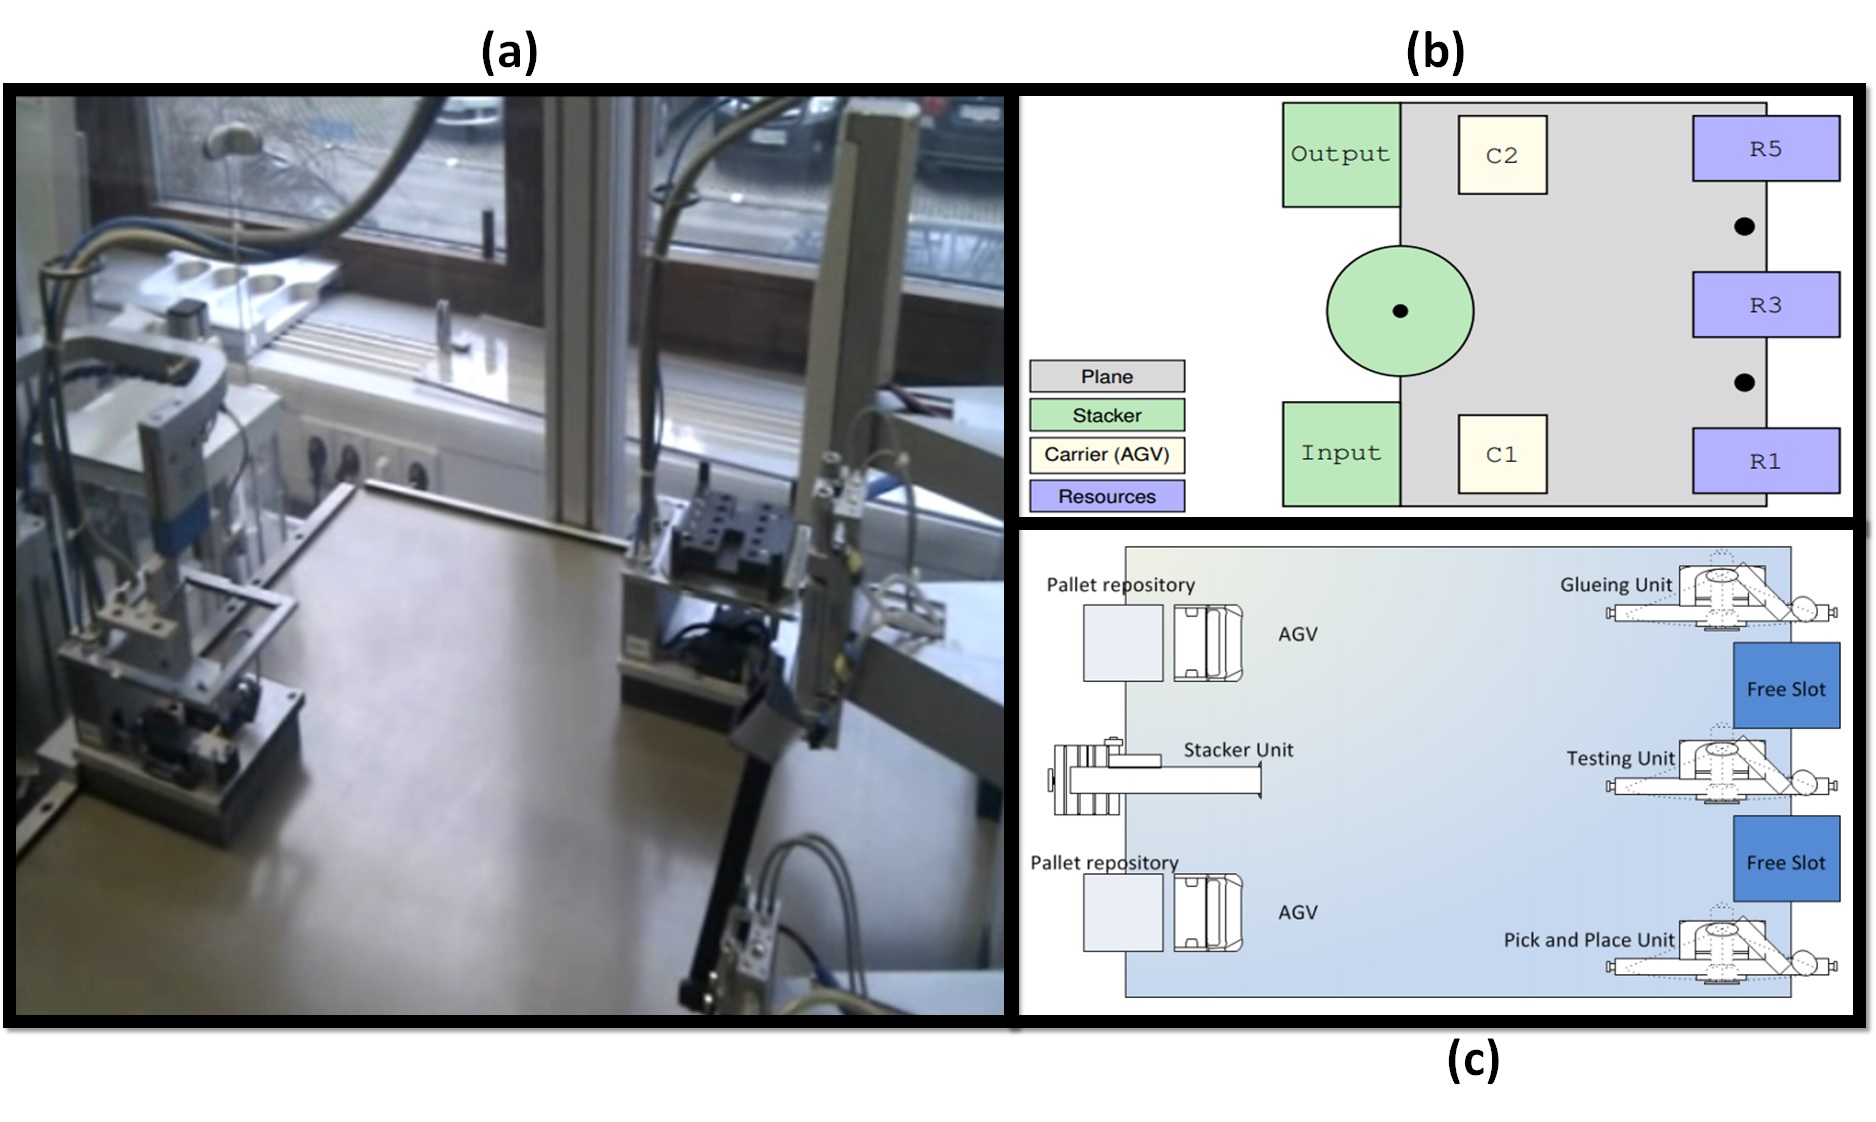 (a)
(b)
Output
C2
R5
R3
Plane
Stacker
Carrier (AGV)
Resources
Input
C1
R1
Pallet repository
AGV
Glueing Unit
Free Slot
Stacker Unit
Testing Unit
Pallet repository
AGV
Free Slot
Pick and Place Unit
(c)